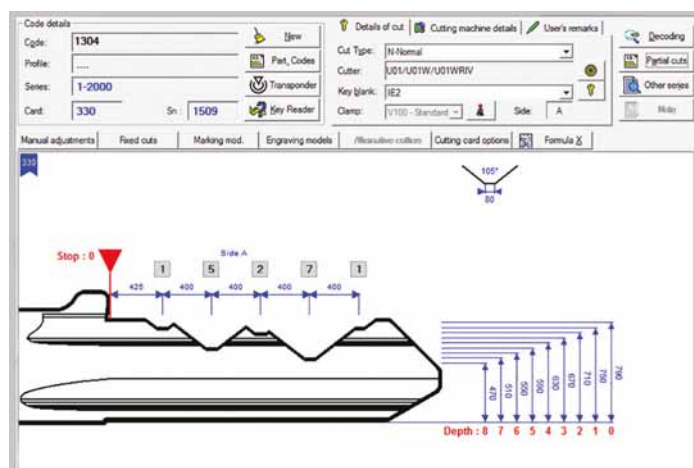 Code details
Code: 1304
Profile: ....
Series: 1-2000
Card: 330 Sn: 1509
New
Part. Codes
Transponder
Key Reader
Details of cut
Cutting machine details
User's remarks
Cut Type: N-Normal
Cutter: U01/U01W/U01WRIV
Key blank: IE2
Clamp: V100 - Standard
Side: A
Decoding
Partial cuts
Other series
Note
Manual adjustments
Fixed cuts
Marking mod.
Engraving models
Alternative cutters
Cutting card options
Formula X
330
105°
80
Stop : 0
Side A
1 5 2 7 1
425 400 400 400 400
470 510 550 590 630 670 710 750 790
Depth : 8 7 6 5 4 3 2 1 0